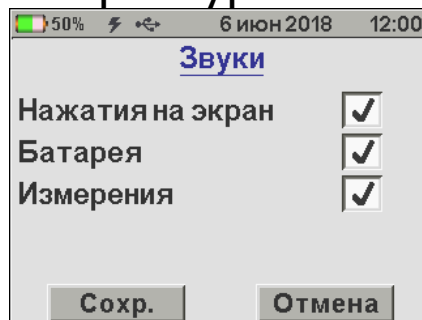 50% 6 июн 2018 12:00
Звуки
Нажатия на экран
Батарея
Измерения
Сохр. Отмена